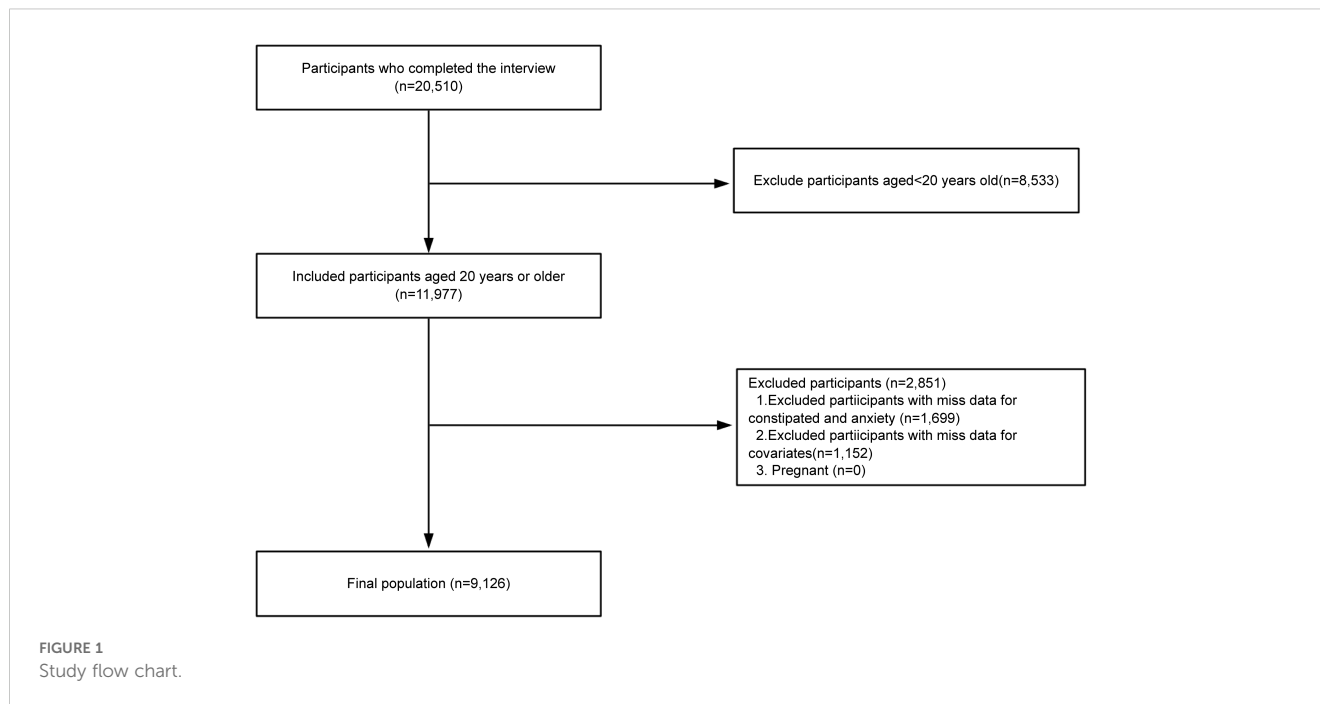 Participants who completed the interview
(n=20,510)
Exclude participants aged<20 years old(n=8,533)
Included participants aged 20 years or older
(n=11,977)
Excluded participants (n=2,851)
1.Excluded partiicipants with miss data for
constipated and anxiety (n=1,699)
2.Excluded partiicipants with miss data for
covariates(n=1,152)
3. Pregnant (n=0)
Final population (n=9,126)
FIGURE 1
Study flow chart.